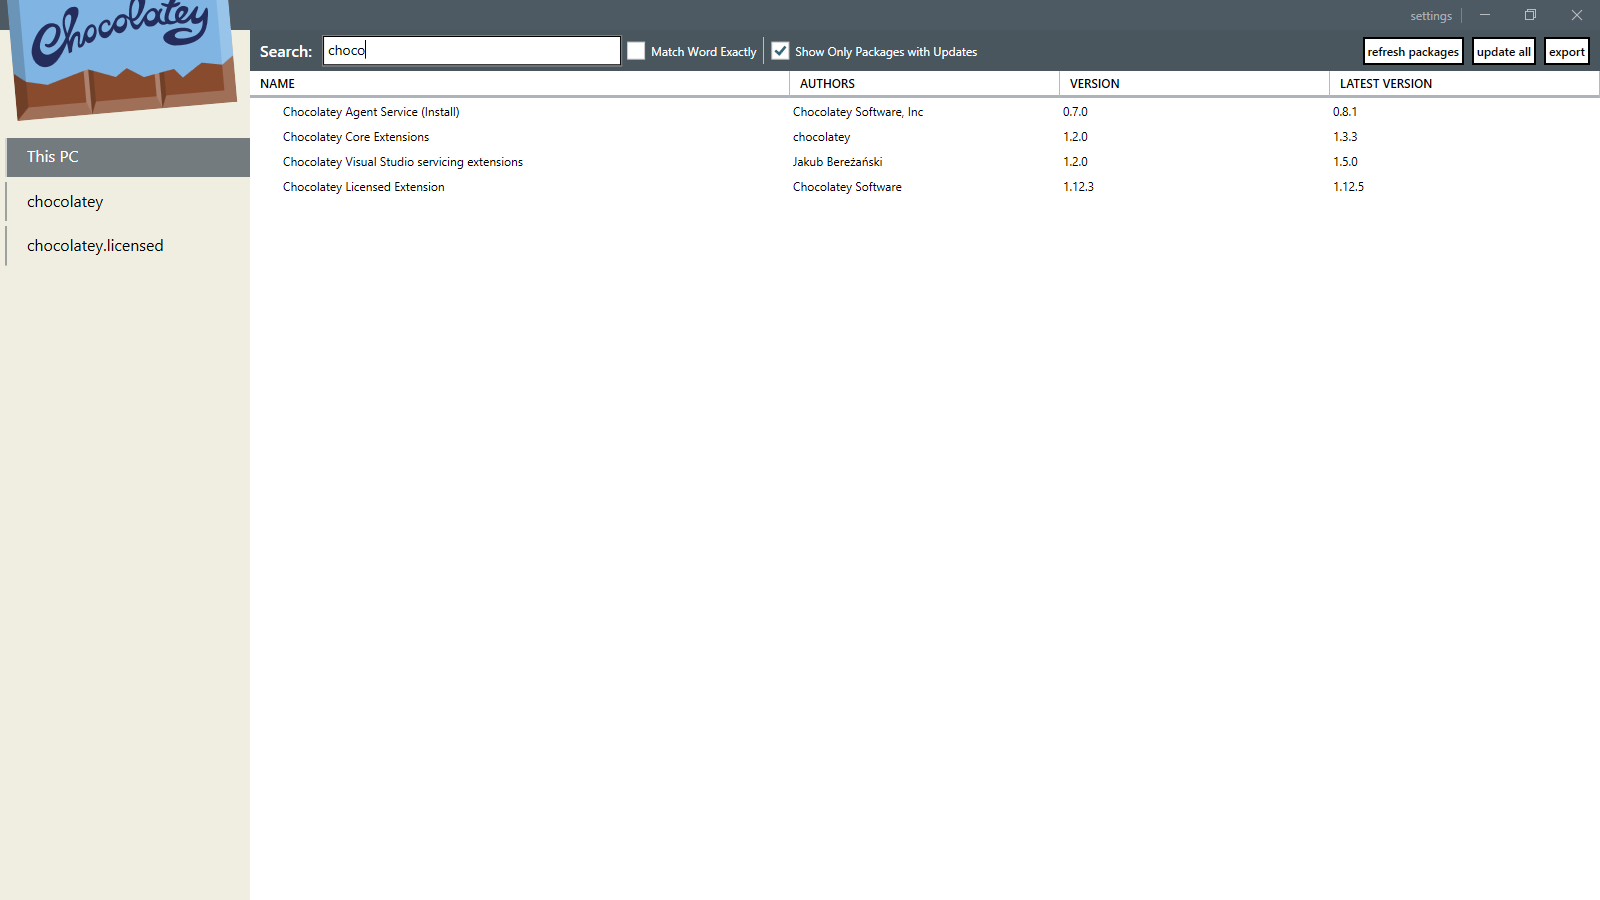 Chocolatey
settings
Search: choco Match Word Exactly Show Only Packages with Updates refresh packages update all export
NAME AUTHORS VERSION LATEST VERSION
Chocolatey Agent Service (Install) Chocolatey Software, Inc 0.7.0 0.8.1
Chocolatey Core Extensions chocolatey 1.2.0 1.3.3
Chocolatey Visual Studio servicing extensions Jakub Bereżański 1.2.0 1.5.0
Chocolatey Licensed Extension Chocolatey Software 1.12.3 1.12.5
This PC
chocolatey
chocolatey.licensed